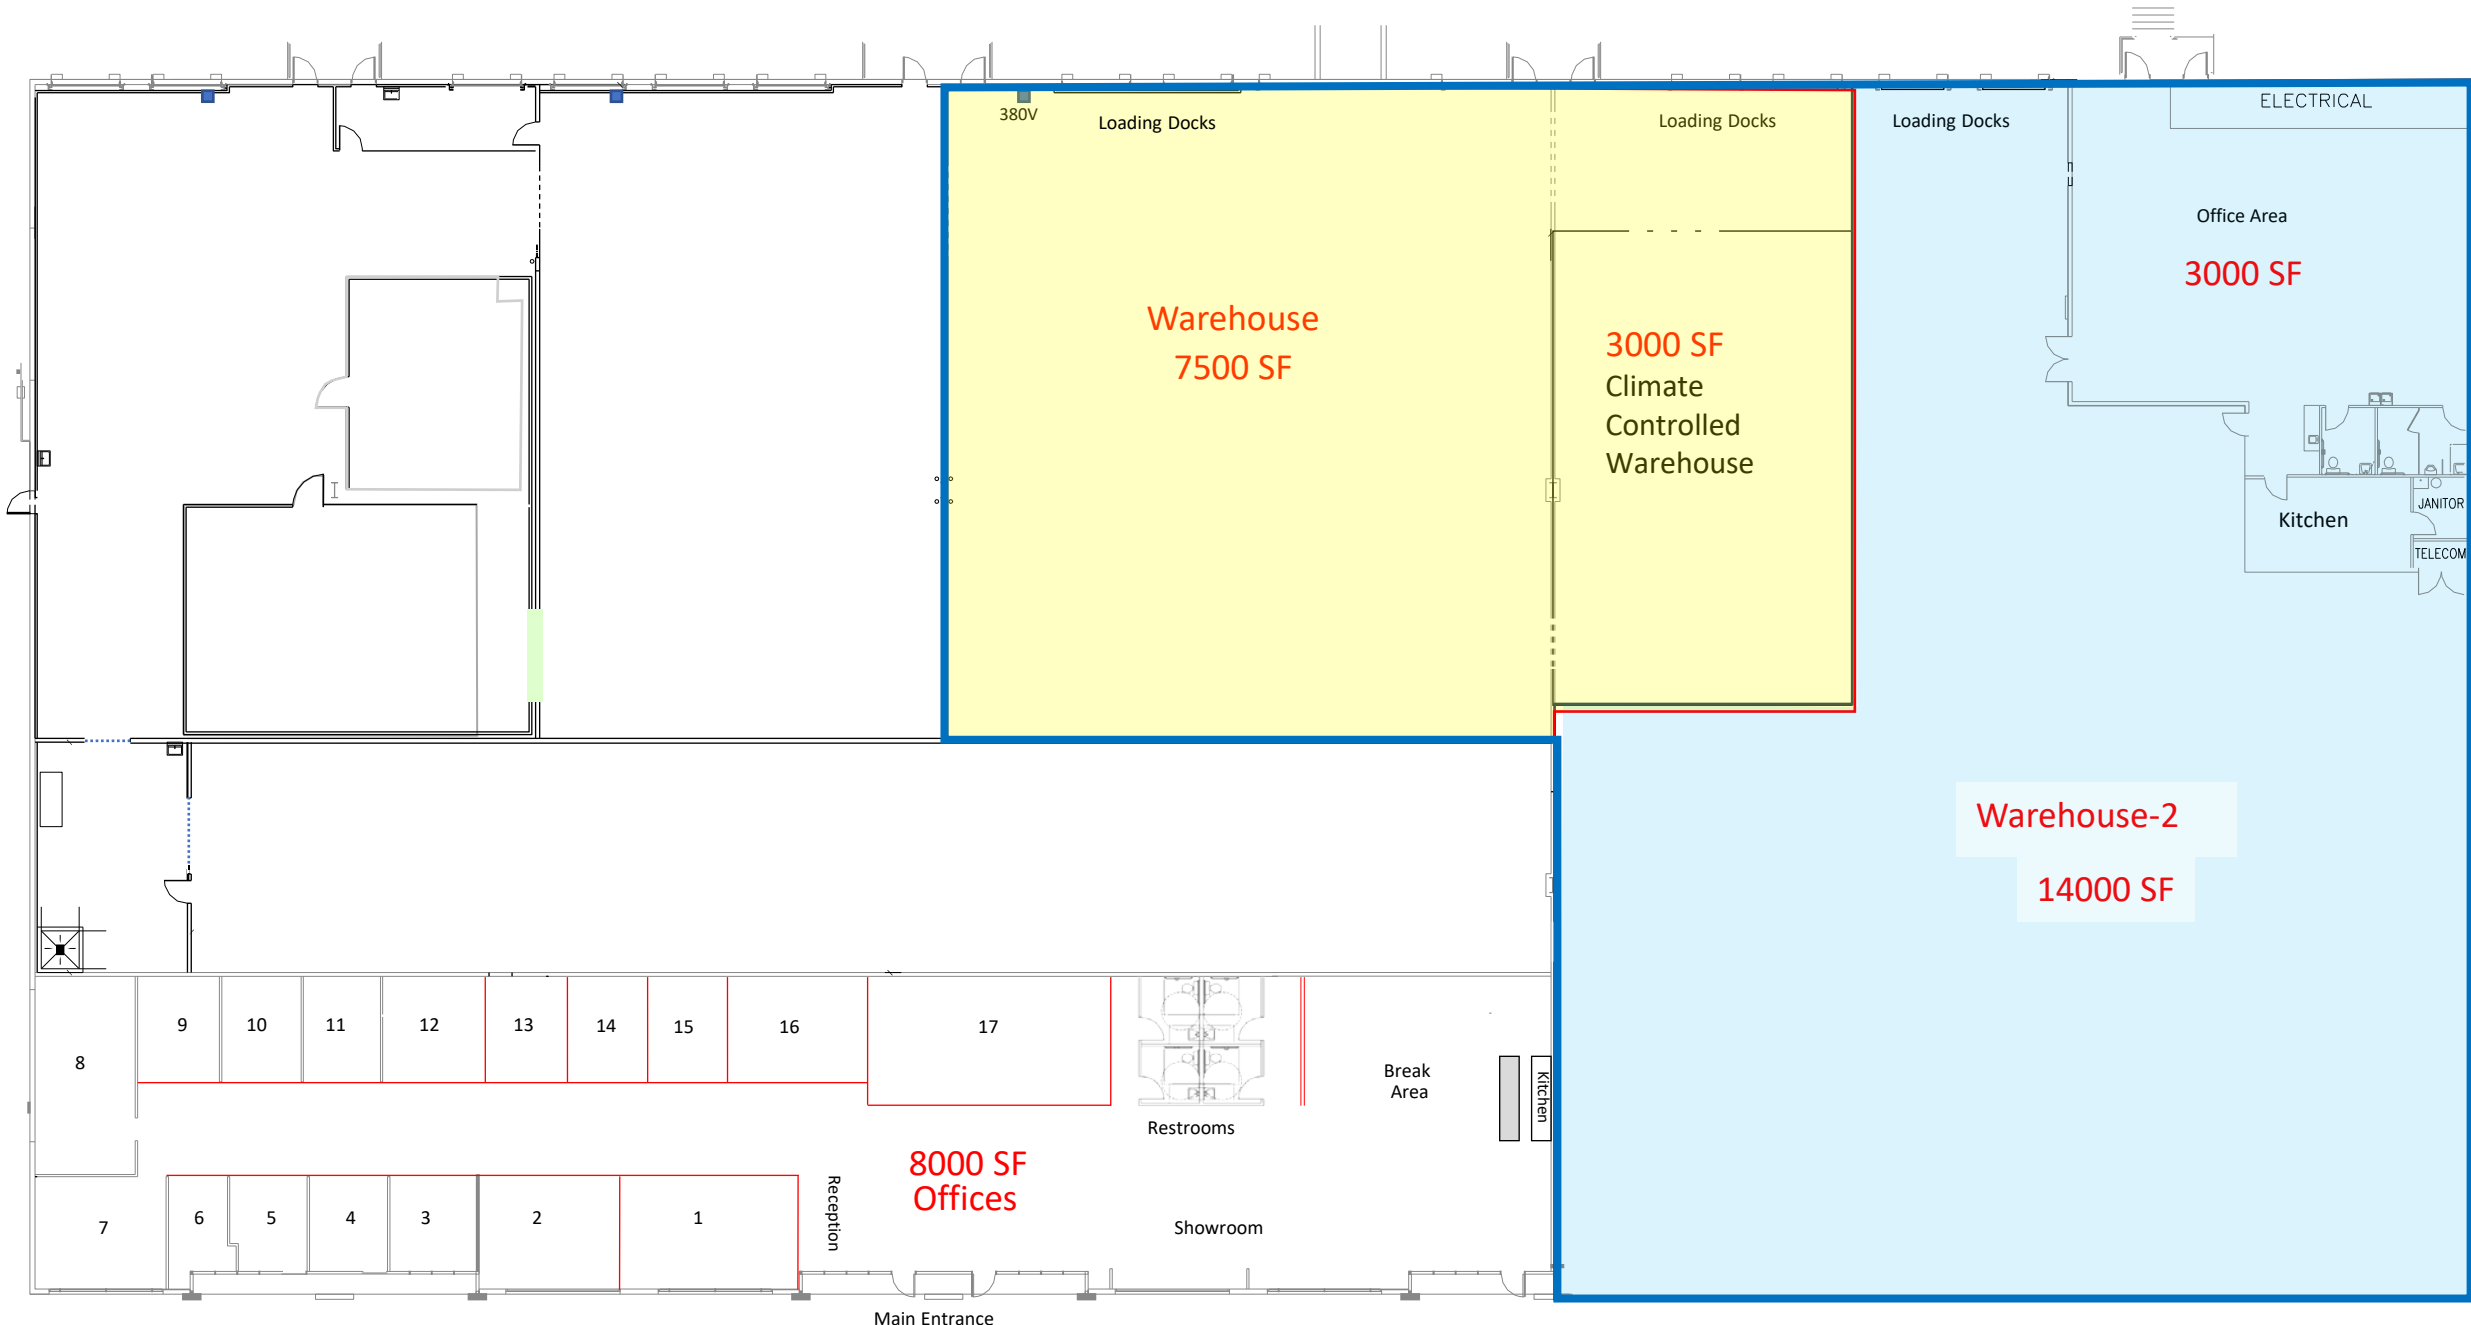 ELECTRICAL
380V
Loading Docks
Loading Docks
Loading Docks
Office Area
3000 SF
Warehouse
7500 SF
3000 SF
Climate
Controlled
Warehouse
Kitchen
JANITOR
TELECOM
Warehouse-2
14000 SF
9
10
11
12
13
14
15
16
17
8
Break
Area
Kitchen
Restrooms
8000 SF
Offices
Reception
7
6
5
4
3
2
1
Showroom
Main Entrance